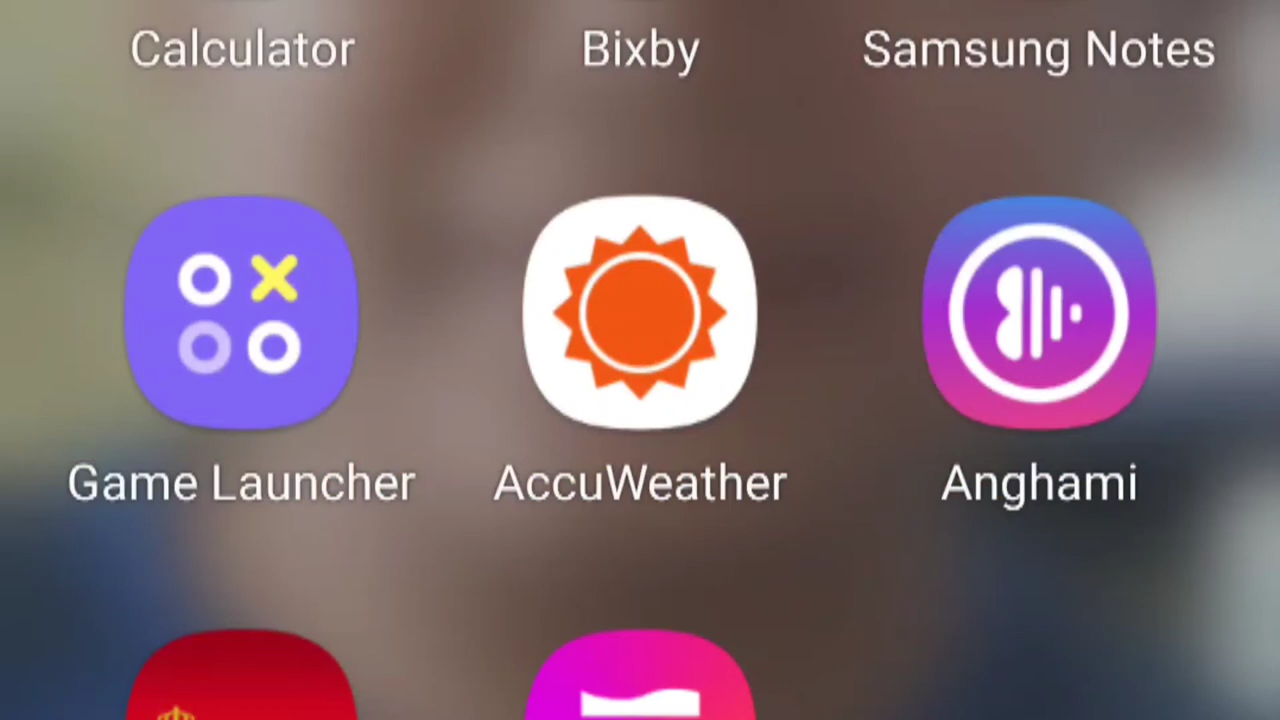 Calculator
Bixby
Samsung Notes
Game Launcher
AccuWeather
Anghami